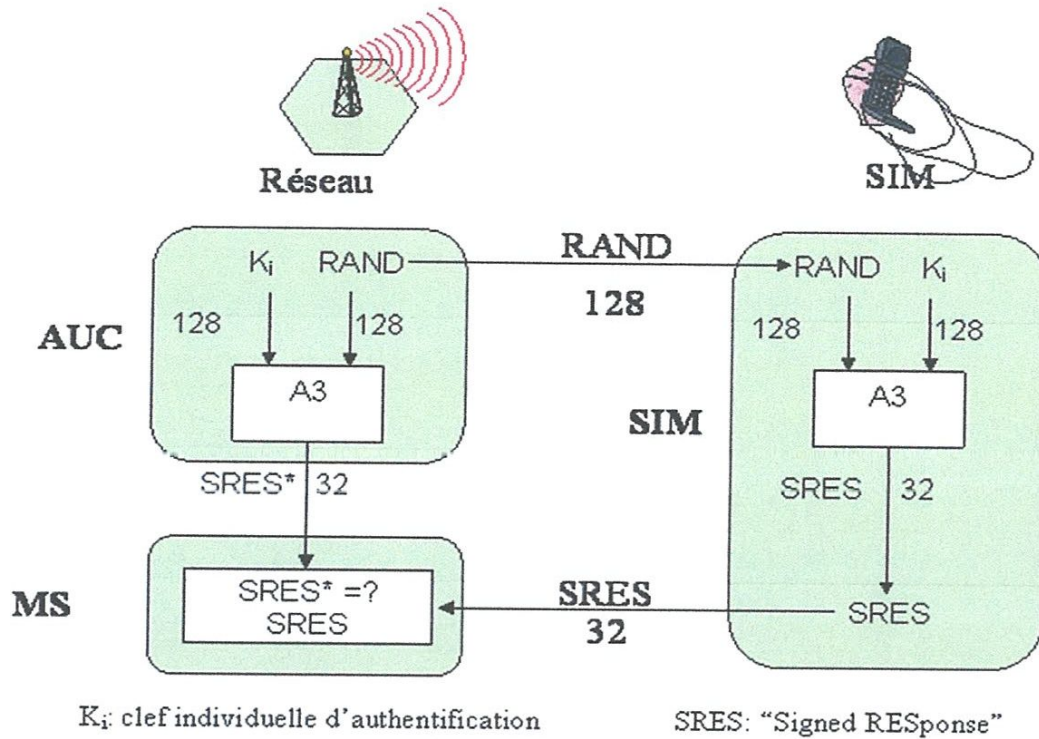 Réseau
SIM
Ki RAND
RAND
128
RAND Ki
128
128
128
128
AUC
A3
A3
SIM
SRES* 32
SRES 32
MS
SRES* =?
SRES
SRES
32
SRES
Ki: clef individuelle d'authentification
SRES: "Signed RESponse"